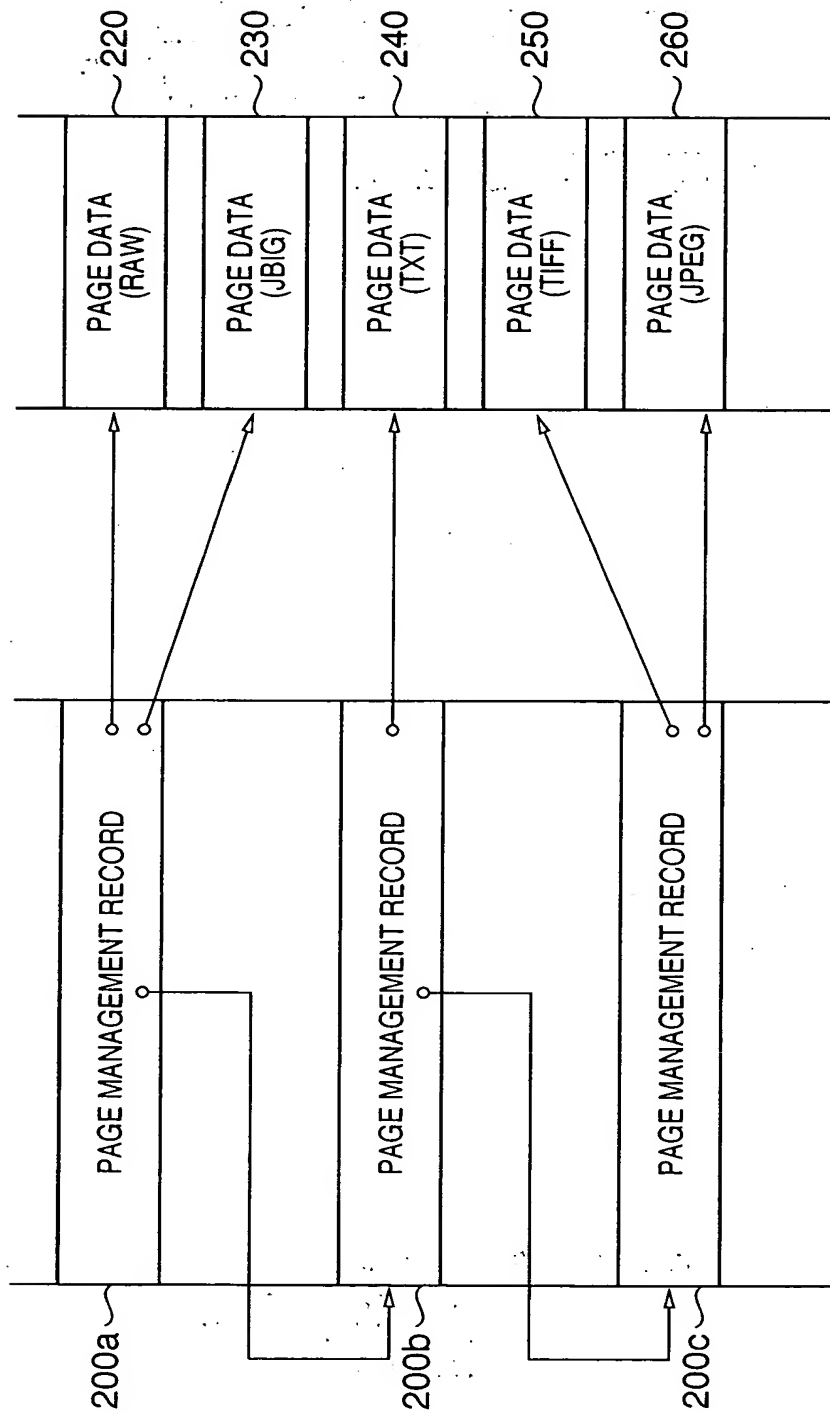 200a
PAGE MANAGEMENT RECORD
200b
PAGE MANAGEMENT RECORD
200c
PAGE MANAGEMENT RECORD
PAGE DATA
(RAW)
220
PAGE DATA
(JBIG)
230
PAGE DATA
(TXT)
240
PAGE DATA
(TIFF)
250
PAGE DATA
(JPEG)
260